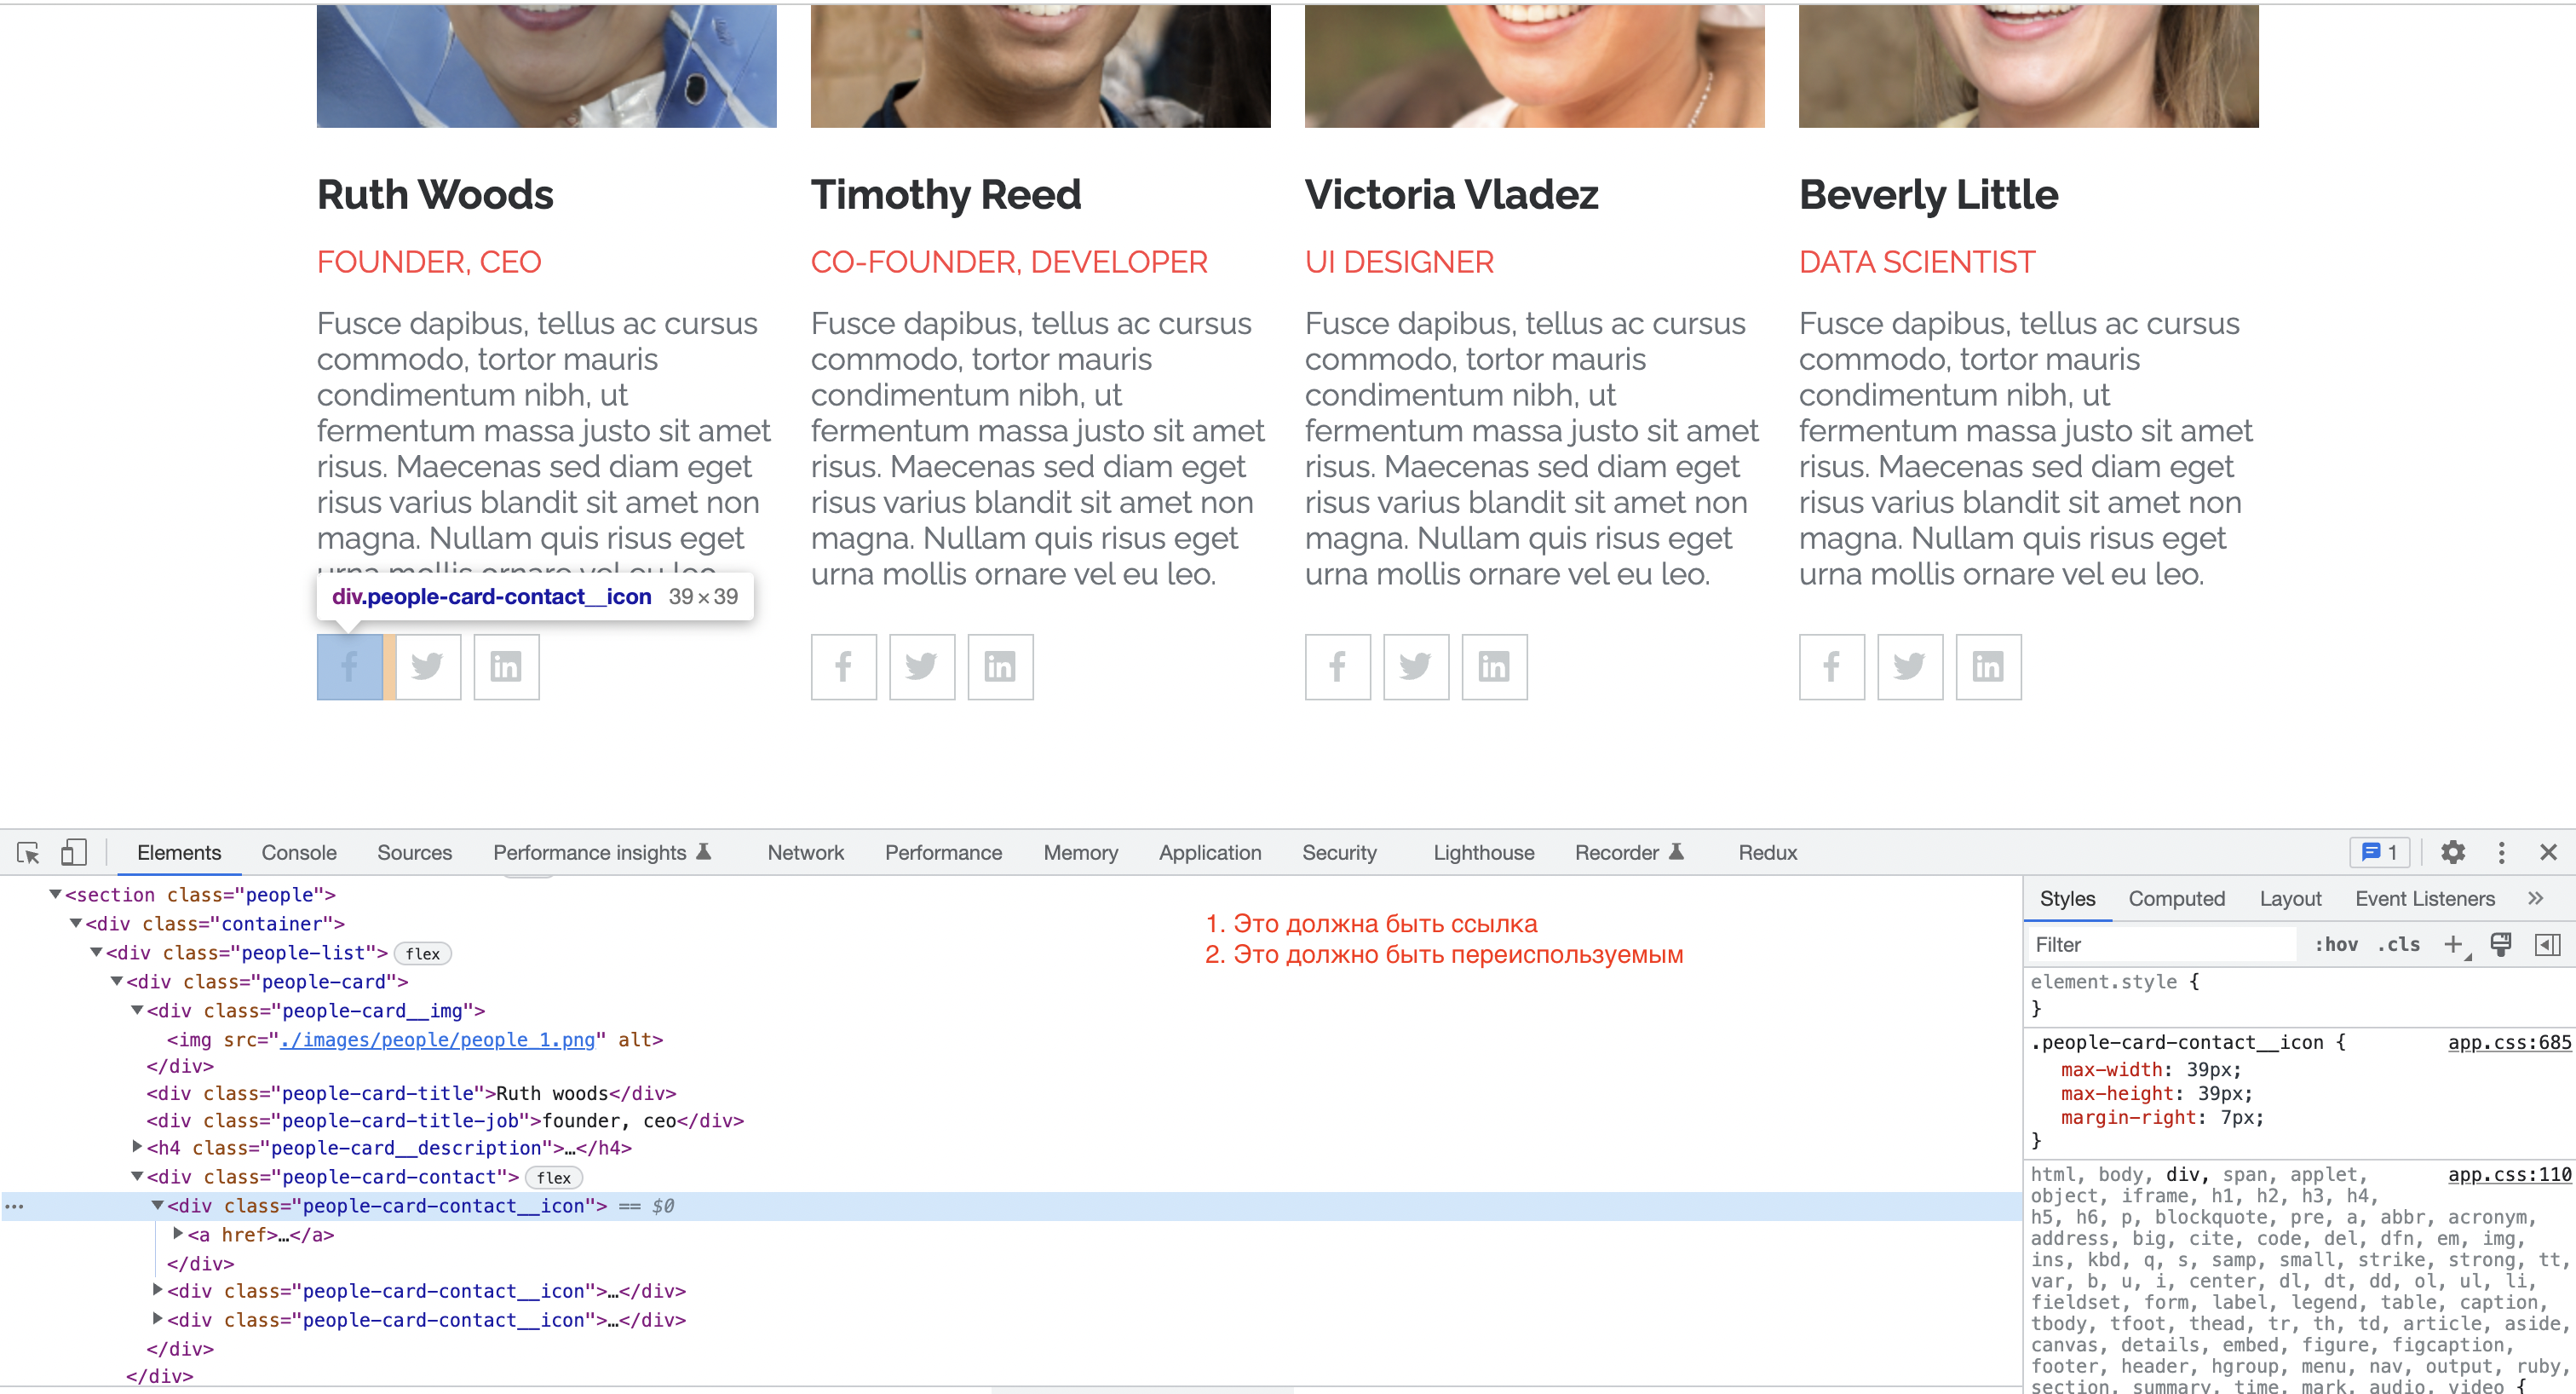 Ruth Woods
Timothy Reed
Victoria Vladez
Beverly Little
FOUNDER, CEO
CO-FOUNDER, DEVELOPER
UI DESIGNER
DATA SCIENTIST
Fusce dapibus, tellus ac cursus
commodo, tortor mauris
condimentum nibh, ut
fermentum massa justo sit amet
risus. Maecenas sed diam eget
risus varius blandit sit amet non
magna. Nullam quis risus eget
urna mollis ornare vel eu leo.
Fusce dapibus, tellus ac cursus
commodo, tortor mauris
condimentum nibh, ut
fermentum massa justo sit amet
risus. Maecenas sed diam eget
risus varius blandit sit amet non
magna. Nullam quis risus eget
urna mollis ornare vel eu leo.
Fusce dapibus, tellus ac cursus
commodo, tortor mauris
condimentum nibh, ut
fermentum massa justo sit amet
risus. Maecenas sed diam eget
risus varius blandit sit amet non
magna. Nullam quis risus eget
urna mollis ornare vel eu leo.
Fusce dapibus, tellus ac cursus
commodo, tortor mauris
condimentum nibh, ut
fermentum massa justo sit amet
risus. Maecenas sed diam eget
risus varius blandit sit amet non
magna. Nullam quis risus eget
urna mollis ornare vel eu leo.
div.people-card-contact__icon 39×39
Elements Console Sources Performance insights Network Performance Memory Application Security Lighthouse Recorder Redux 1
<section class="people">
<div class="container">
<div class="people-list"> flex
<div class="people-card">
<div class="people-card__img">
<img src="./images/people/people_1.png" alt>
</div>
<div class="people-card-title">Ruth woods</div>
<div class="people-card-title-job">founder, ceo</div>
<h4 class="people-card__description">…</h4>
<div class="people-card-contact"> flex
<div class="people-card-contact__icon"> == $0
<a href>…</a>
</div>
<div class="people-card-contact__icon">…</div>
<div class="people-card-contact__icon">…</div>
</div>
</div>
1. Это должна быть ссылка
2. Это должно быть переиспользуемым
Styles Computed Layout Event Listeners
Filter :hov .cls
element.style {
}
.people-card-contact__icon { app.css:685
max-width: 39px;
max-height: 39px;
margin-right: 7px;
}
html, body, div, span, applet, app.css:110
object, iframe, h1, h2, h3, h4,
h5, h6, p, blockquote, pre, a, abbr, acronym,
address, big, cite, code, del, dfn, em, img,
ins, kbd, q, s, samp, small, strike, strong, tt,
var, b, u, i, center, dl, dt, dd, ol, ul, li,
fieldset, form, label, legend, table, caption,
tbody, tfoot, thead, tr, th, td, article, aside,
canvas, details, embed, figure, figcaption,
footer, header, hgroup, menu, nav, output, ruby,
section, summary, time, mark, audio, video {